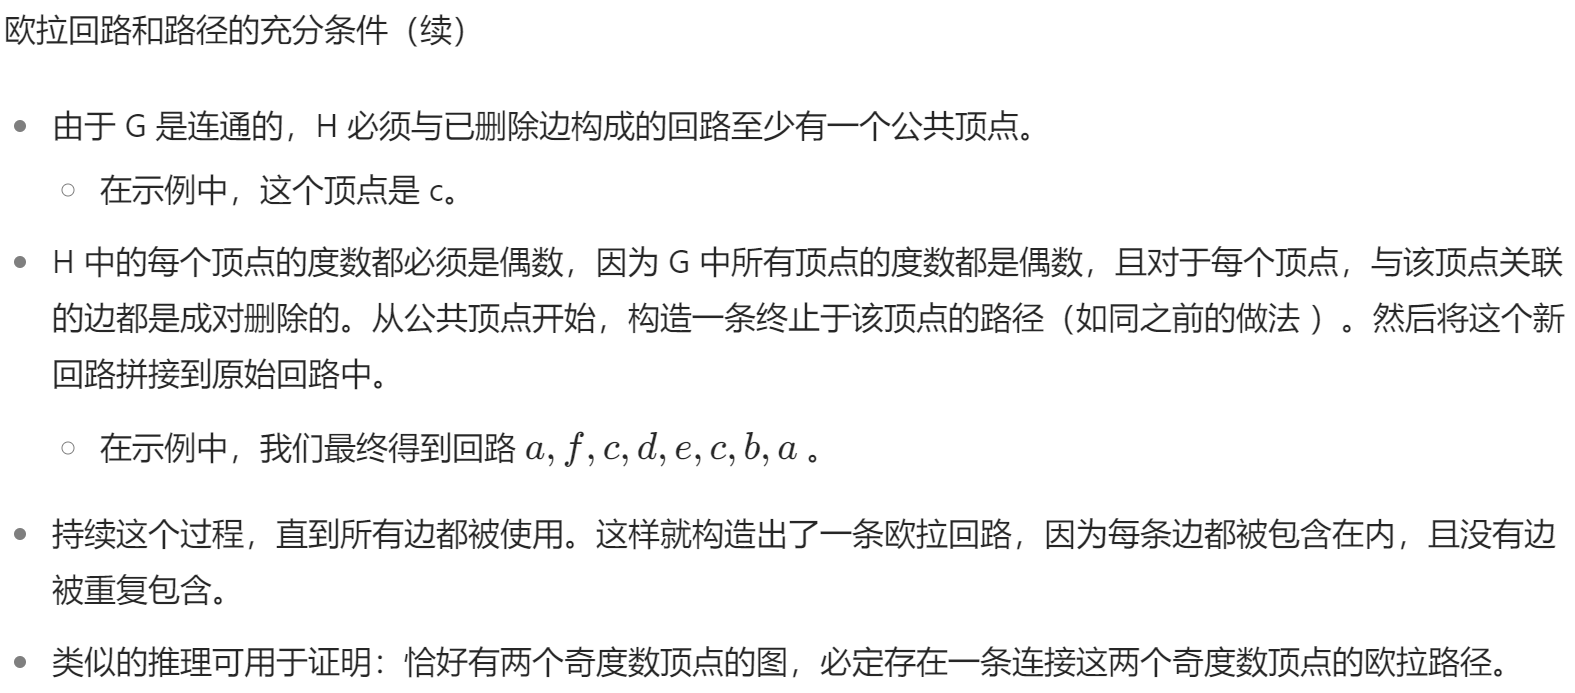 欧拉回路和路径的充分条件（续）
由于 G 是连通的，H 必须与已删除边构成的回路至少有一个公共顶点。
在示例中，这个顶点是 c。
H 中的每个顶点的度数都必须是偶数，因为 G 中所有顶点的度数都是偶数，且对于每个顶点，与该顶点关联
的边都是成对删除的。从公共顶点开始，构造一条终止于该顶点的路径（如同之前的做法 ）。然后将这个新
回路拼接到原始回路中。
在示例中，我们最终得到回路 a, f, c, d, e, c, b, a 。
持续这个过程，直到所有边都被使用。这样就构造出了一条欧拉回路，因为每条边都被包含在内，且没有边
被重复包含。
类似的推理可用于证明：恰好有两个奇度数顶点的图，必定存在一条连接这两个奇度数顶点的欧拉路径。